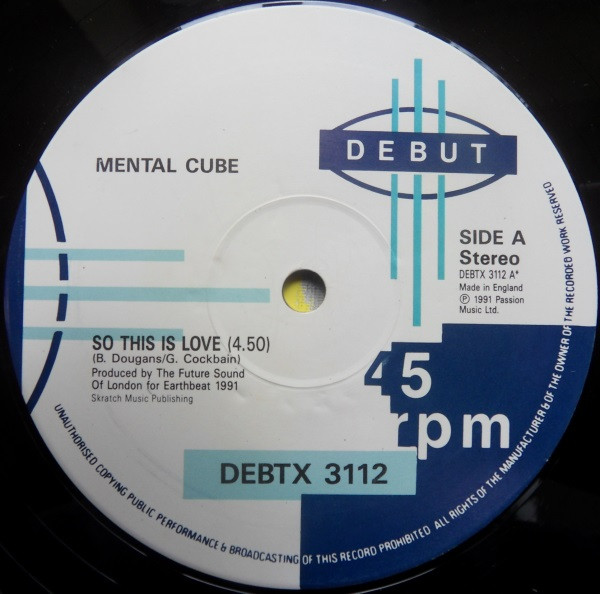 DEBUT
MENTAL CUBE
SIDE A
Stereo
DEBTX 3112 A*
Made in England
℗ 1991 Passion
Music Ltd.
SO THIS IS LOVE (4.50)
(B. Dougans/G. Cockbain)
Produced by The Future Sound
Of London for Earthbeat 1991
Skratch Music Publishing
45
rpm
DEBTX 3112
UNAUTHORISED COPYING PUBLIC PERFORMANCE & BROADCASTING OF THIS RECORD PROHIBITED ALL RIGHTS OF THE MANUFACTURER & OF THE OWNER OF THE RECORDED WORK RESERVED